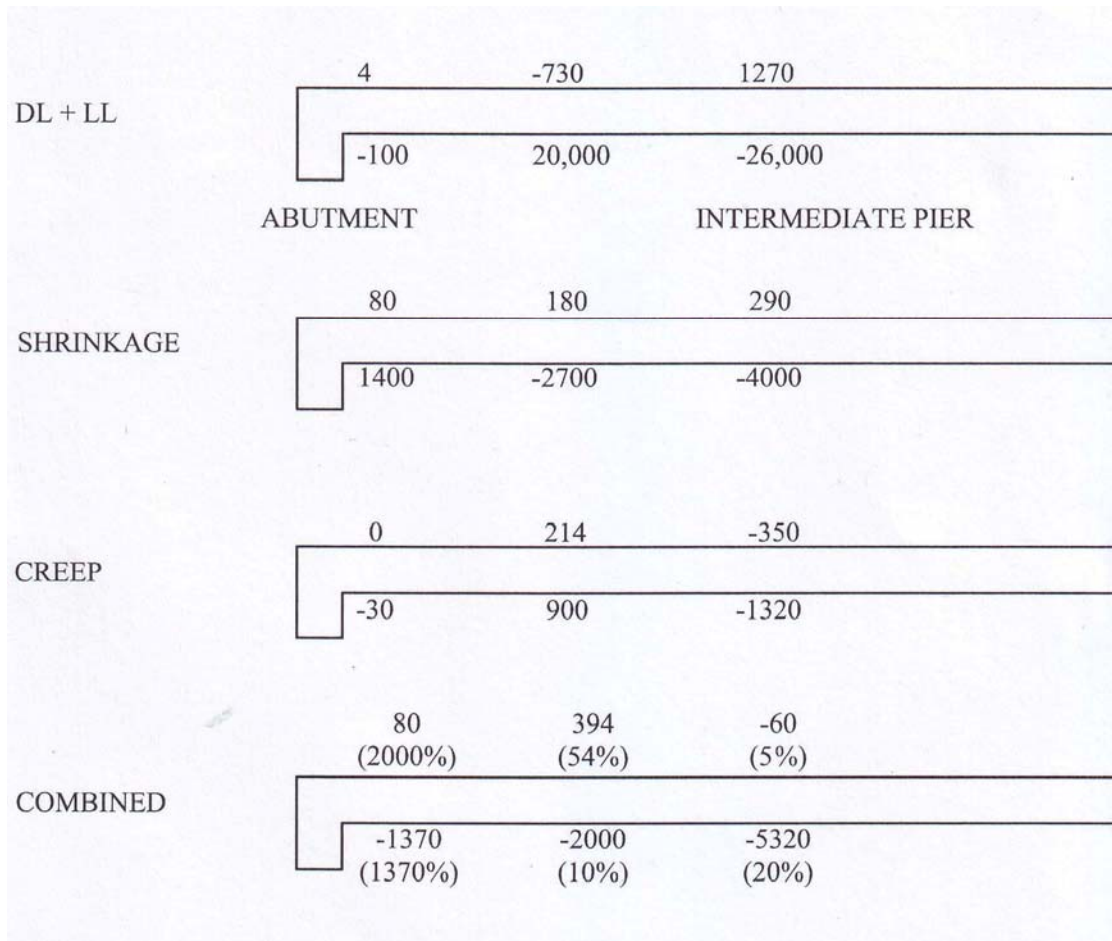 4 -730 1270
DL + LL
-100 20,000 -26,000
ABUTMENT INTERMEDIATE PIER
80 180 290
SHRINKAGE
1400 -2700 -4000
0 214 -350
CREEP
-30 900 -1320
80 394 -60
(2000%) (54%) (5%)
COMBINED
-1370 -2000 -5320
(1370%) (10%) (20%)